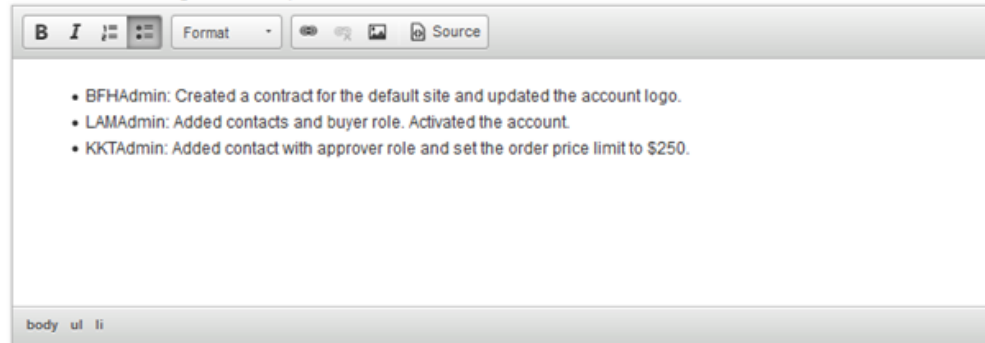 B I Format Source
• BFHAdmin: Created a contract for the default site and updated the account logo.
• LAMAdmin: Added contacts and buyer role. Activated the account.
• KKTAdmin: Added contact with approver role and set the order price limit to $250.
body ul li